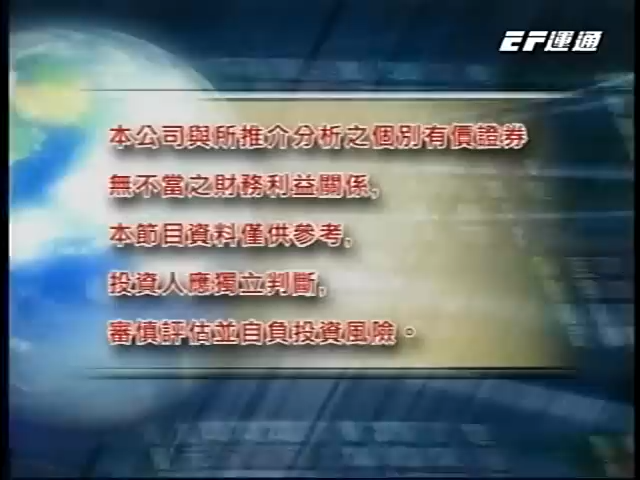 EF運通
本公司與所推介分析之個別有價證券
無不當之財務利益關係,
本節目資料僅供參考,
投資人應獨立判斷,
審慎評估並自負投資風險。